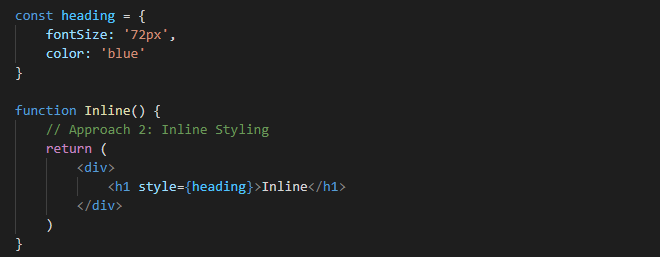 const heading = {
    fontSize: '72px',
    color: 'blue'
}

function Inline() {
    // Approach 2: Inline Styling
    return (
        <div>
            <h1 style={heading}>Inline</h1>
        </div>
    )
}